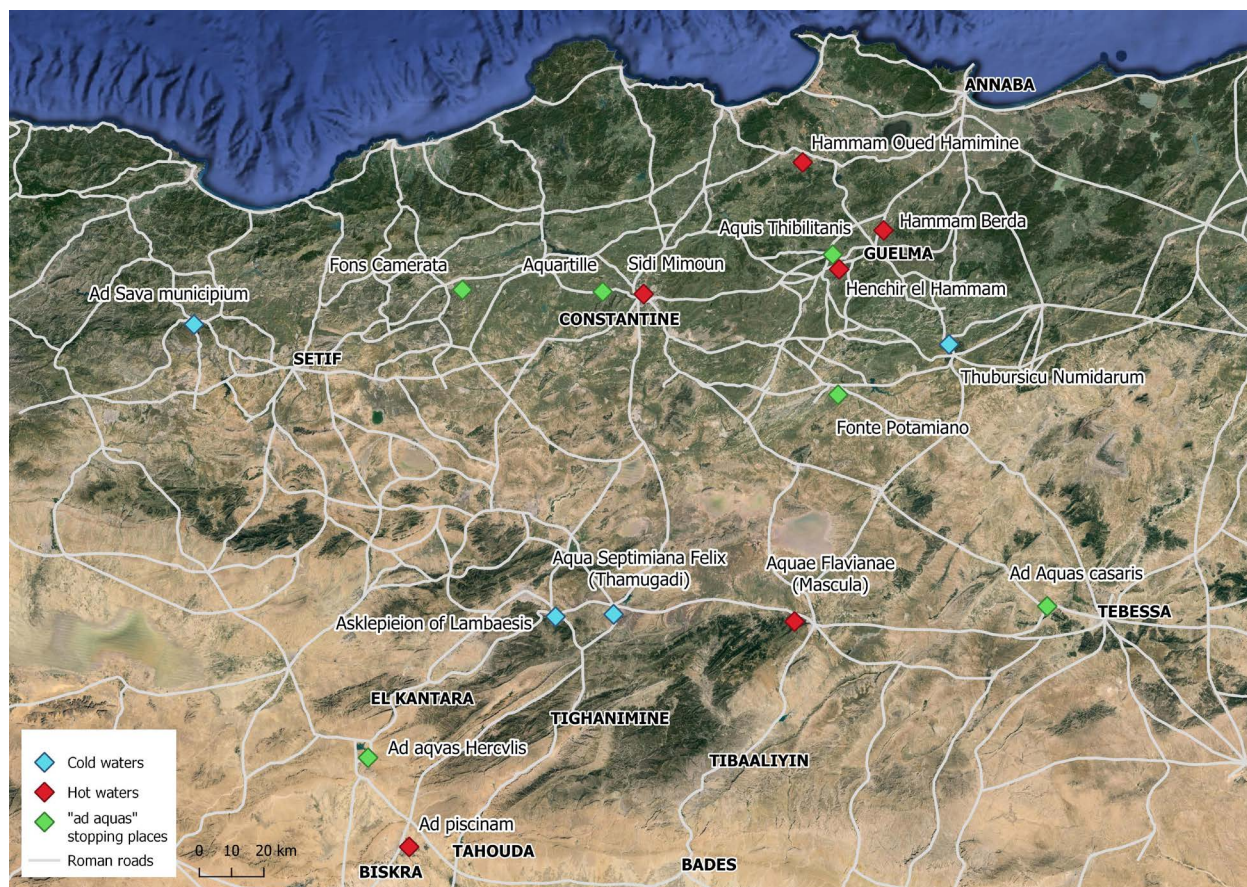 ANNABA
Hammam Oued Hamimine
Aquis Thibilitanis
Hammam Berda
GUELMA
Fons Camerata
Aquartille
Sidi Mimoun
Henchir el Hammam
Ad Sava municipium
CONSTANTINE
SETIF
Thubursicu Numidarum
Fonte Potamiano
Aqua Septimiana Felix
(Thamugadi)
Aquae Flavianae
(Mascula)
Ad Aquas casaris
TEBESSA
Asklepieion of Lambaesis
EL KANTARA
TIGHANIMINE
Ad aqvas Hercvlis
TIBAALIYIN
Ad piscinam
TAHOUDA
BISKRA
BADES
Cold waters
Hot waters
"ad aquas"
stopping places
Roman roads
0 10 20 km